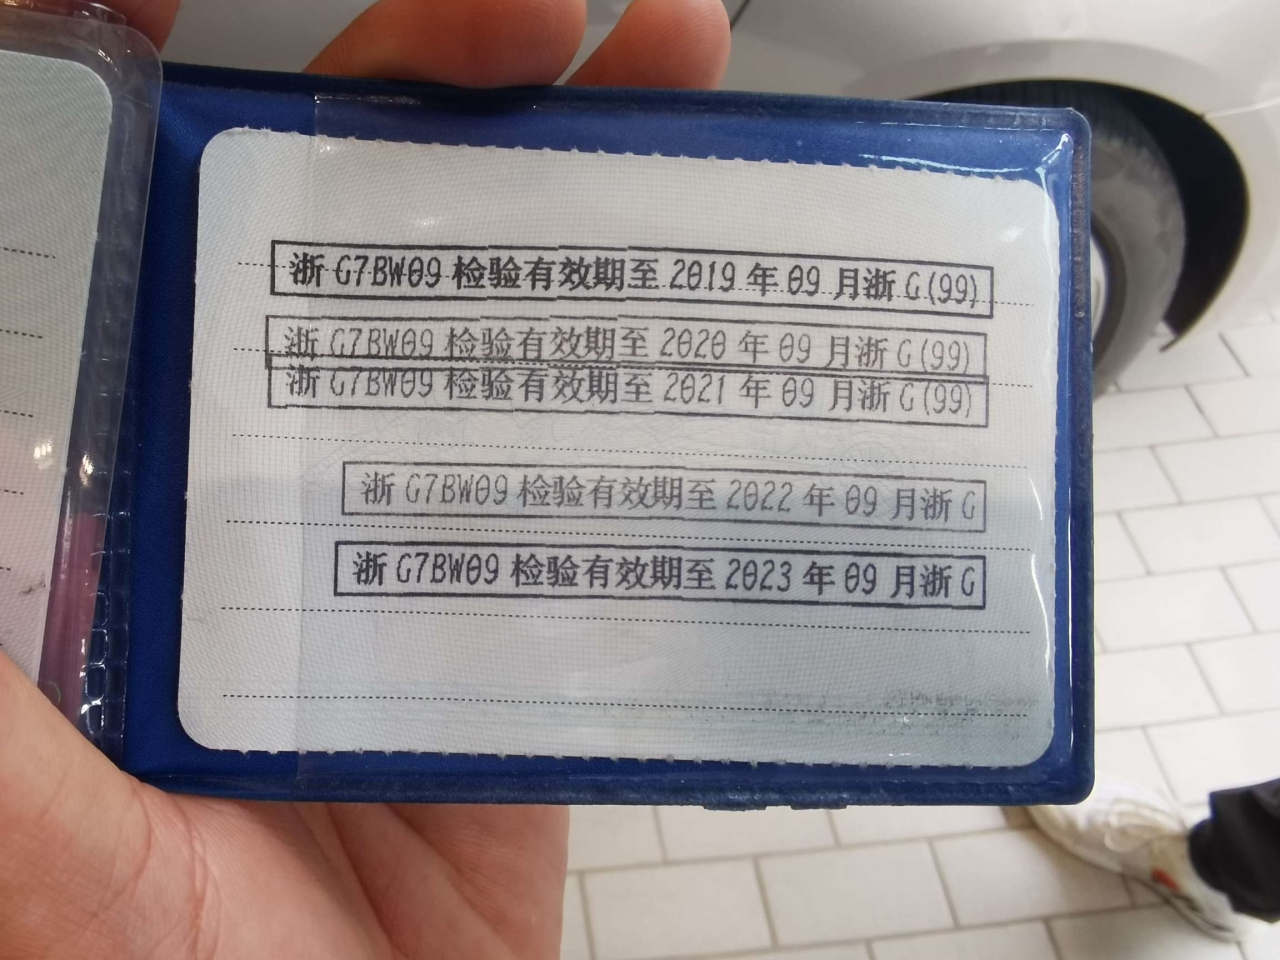 浙 G7BW09 检验有效期至 2019 年 09 月浙 G(99)
浙 G7BW09 检验有效期至 2020 年 09 月浙 G(99)
浙 G7BW09 检验有效期至 2021 年 09 月浙 G(99)
浙 G7BW09 检验有效期至 2022 年 09 月浙 G
浙 G7BW09 检验有效期至 2023 年 09 月浙 G